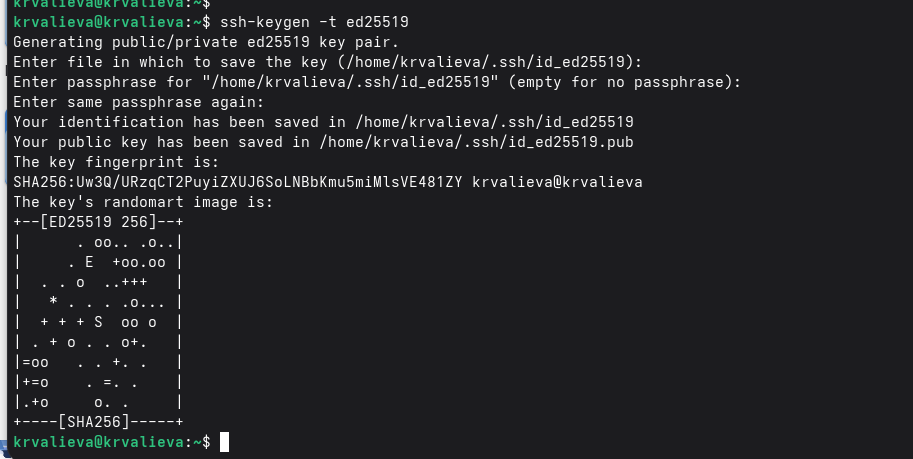 krvalieva@krvalieva:~$
krvalieva@krvalieva:~$ ssh-keygen -t ed25519
Generating public/private ed25519 key pair.
Enter file in which to save the key (/home/krvalieva/.ssh/id_ed25519):
Enter passphrase for "/home/krvalieva/.ssh/id_ed25519" (empty for no passphrase):
Enter same passphrase again:
Your identification has been saved in /home/krvalieva/.ssh/id_ed25519
Your public key has been saved in /home/krvalieva/.ssh/id_ed25519.pub
The key fingerprint is:
SHA256:Uw3Q/URzqCT2PuyiZXUJ6SoLNBbKmu5miMlsVE481ZY krvalieva@krvalieva
The key's randomart image is:
+--[ED25519 256]--+
|      . oo.. .o..|
|     . E  +oo.oo |
|  . . o  ..+++   |
|   * . . . .o... |
|  + + + S  oo o  |
| . + o . . o+.   |
|=oo   . . +. .   |
|+=o    . =. .    |
|.+o     o. .     |
+----[SHA256]-----+
krvalieva@krvalieva:~$